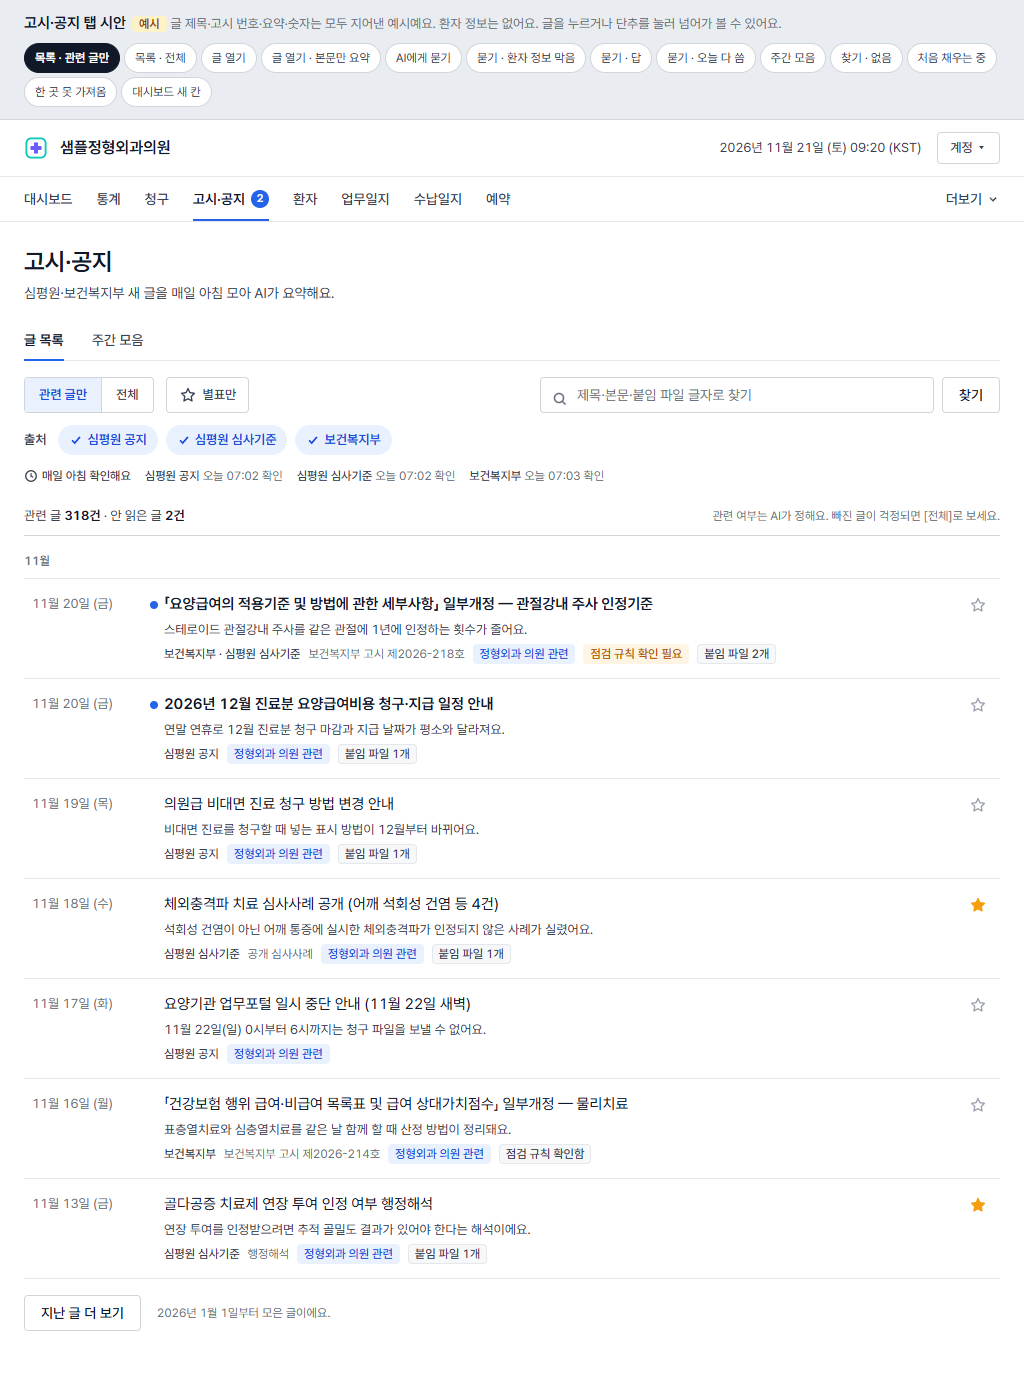 고시·공지 탭 시안 예시 글 제목·고시 번호·요약·숫자는 모두 지어낸 예시예요. 환자 정보는 없어요. 글을 누르거나 단추를 눌러 넘어가 볼 수 있어요.
목록 · 관련 글만 목록 · 전체 글 열기 글 열기 · 본문만 요약 AI에게 묻기 묻기 · 환자 정보 막음 묻기 · 답 묻기 · 오늘 다 씀 주간 모음 찾기 · 없음 처음 채우는 중
한 곳 못 가져옴 대시보드 새 칸
샘플정형외과의원 2026년 11월 21일 (토) 09:20 (KST) 계정
대시보드 통계 청구 고시·공지 2 환자 업무일지 수납일지 예약 더보기
고시·공지
심평원·보건복지부 새 글을 매일 아침 모아 AI가 요약해요.
글 목록 주간 모음
관련 글만 전체 별표만 제목·본문·붙임 파일 글자로 찾기 찾기
출처 심평원 공지 심평원 심사기준 보건복지부
매일 아침 확인해요 심평원 공지 오늘 07:02 확인 심평원 심사기준 오늘 07:02 확인 보건복지부 오늘 07:03 확인
관련 글 318건 · 안 읽은 글 2건 관련 여부는 AI가 정해요. 빠진 글이 걱정되면 [전체]로 보세요.
11월
11월 20일 (금) 「요양급여의 적용기준 및 방법에 관한 세부사항」 일부개정 — 관절강내 주사 인정기준
스테로이드 관절강내 주사를 같은 관절에 1년에 인정하는 횟수가 줄어요.
보건복지부 · 심평원 심사기준 보건복지부 고시 제2026-218호 정형외과 의원 관련 점검 규칙 확인 필요 붙임 파일 2개
11월 20일 (금) 2026년 12월 진료분 요양급여비용 청구·지급 일정 안내
연말 연휴로 12월 진료분 청구 마감과 지급 날짜가 평소와 달라져요.
심평원 공지 정형외과 의원 관련 붙임 파일 1개
11월 19일 (목) 의원급 비대면 진료 청구 방법 변경 안내
비대면 진료를 청구할 때 넣는 표시 방법이 12월부터 바뀌어요.
심평원 공지 정형외과 의원 관련 붙임 파일 1개
11월 18일 (수) 체외충격파 치료 심사사례 공개 (어깨 석회성 건염 등 4건)
석회성 건염이 아닌 어깨 통증에 실시한 체외충격파가 인정되지 않은 사례가 실렸어요.
심평원 심사기준 공개 심사사례 정형외과 의원 관련 붙임 파일 1개
11월 17일 (화) 요양기관 업무포털 일시 중단 안내 (11월 22일 새벽)
11월 22일(일) 0시부터 6시까지는 청구 파일을 보낼 수 없어요.
심평원 공지 정형외과 의원 관련
11월 16일 (월) 「건강보험 행위 급여·비급여 목록표 및 급여 상대가치점수」 일부개정 — 물리치료
표층열치료와 심층열치료를 같은 날 함께 할 때 산정 방법이 정리돼요.
보건복지부 보건복지부 고시 제2026-214호 정형외과 의원 관련 점검 규칙 확인함
11월 13일 (금) 골다공증 치료제 연장 투여 인정 여부 행정해석
연장 투여를 인정받으려면 추적 골밀도 결과가 있어야 한다는 해석이에요.
심평원 심사기준 행정해석 정형외과 의원 관련 붙임 파일 1개
지난 글 더 보기 2026년 1월 1일부터 모은 글이에요.